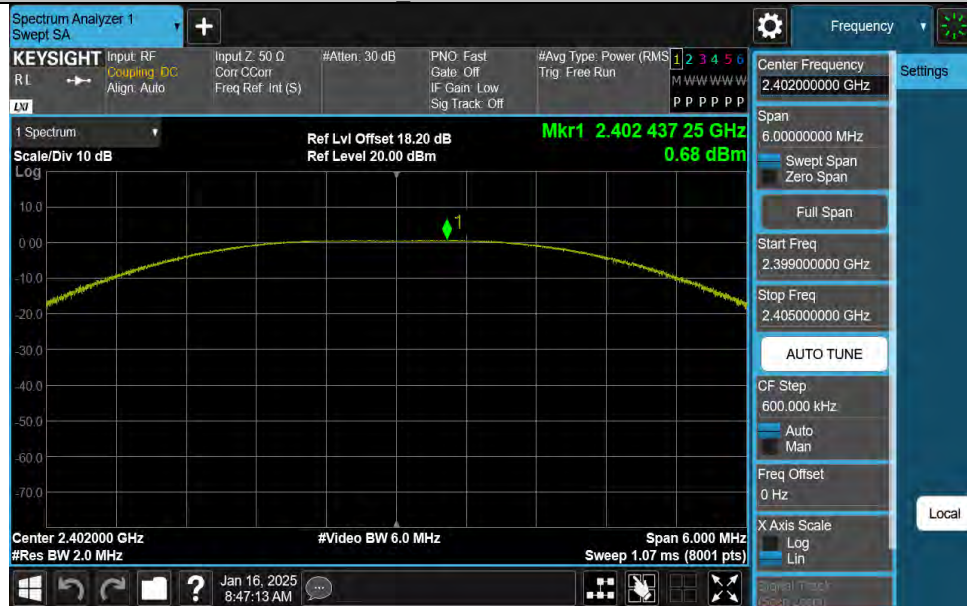 Spectrum Analyzer 1
Swept SA
Frequency
KEYSIGHT
RL
LXI
Input: RF
Coupling: DC
Align: Auto
Input Z: 50 Ω
Corr CCorr
Freq Ref: Int (S)
#Atten: 30 dB
PNO: Fast
Gate: Off
IF Gain: Low
Sig Track: Off
#Avg Type: Power (RMS
Trig: Free Run
1 2 3 4 5 6
M W W W W W
P P P P P P
1 Spectrum
Scale/Div 10 dB
Log
Ref Lvl Offset 18.20 dB
Ref Level 20.00 dBm
Mkr1 2.402 437 25 GHz
0.68 dBm
1
10.0
0.00
-10.0
-20.0
-30.0
-40.0
-50.0
-60.0
-70.0
Center 2.402000 GHz
#Res BW 2.0 MHz
#Video BW 6.0 MHz
Span 6.000 MHz
Sweep 1.07 ms (8001 pts)
Jan 16, 2025
8:47:13 AM
Center Frequency
2.402000000 GHz
Span
6.00000000 MHz
Swept Span
Zero Span
Full Span
Start Freq
2.399000000 GHz
Stop Freq
2.405000000 GHz
AUTO TUNE
CF Step
600.000 kHz
Auto
Man
Freq Offset
0 Hz
X Axis Scale
Log
Lin
Signal Track
(Span Zoom)
Settings
Local